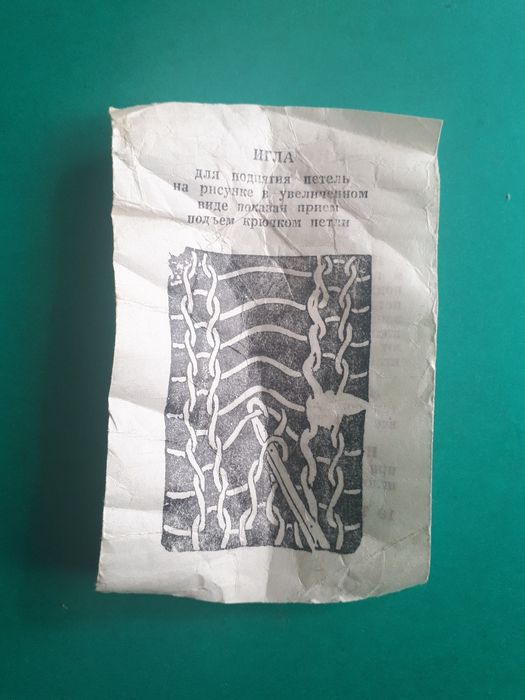 ИГЛА
для поднятия петель
на рисунке в увеличенном
виде показан прием
подъем крючком петли